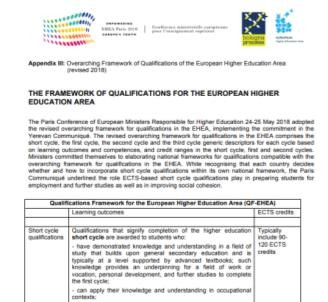 EMPOWERING
EHEA Paris 2018
EUROPE'S YOUTH
Conférence ministérielle européenne
pour l'enseignement supérieur
bologna
process
Appendix III: Overarching Framework of Qualifications of the European Higher Education Area
(revised 2018)
THE FRAMEWORK OF QUALIFICATIONS FOR THE EUROPEAN HIGHER
EDUCATION AREA
The Paris Conference of European Ministers Responsible for Higher Education 24-25 May 2018 adopted
the revised overarching framework for qualifications in the EHEA, implementing the commitment in the
Yerevan Communiqué. The revised overarching framework for qualifications in the EHEA comprises the
short cycle, the first cycle, the second cycle and the third cycle generic descriptors for each cycle based
on learning outcomes and competences, and credit ranges in the short cycle, first and second cycles.
Ministers committed themselves to elaborating national frameworks for qualifications compatible with the
overarching framework for qualifications in the EHEA. While recognising that each country decides
whether and how to incorporate short cycle qualifications within its own national framework, the Paris
Communiqué underlined the role ECTS-based short cycle qualifications play in preparing students for
employment and further studies as well as in improving social cohesion.
Qualifications Framework for the European Higher Education Area (QF-EHEA)
Learning outcomes
ECTS credits
Short cycle
qualifications
Qualifications that signify completion of the higher education
short cycle are awarded to students who:
- have demonstrated knowledge and understanding in a field of
study that builds upon general secondary education and is
typically at a level supported by advanced textbooks; such
knowledge provides an underpinning for a field of work or
vocation, personal development, and further studies to complete
the first cycle;
- can apply their knowledge and understanding in occupational
contexts;
Typically
include 90-
120 ECTS
credits